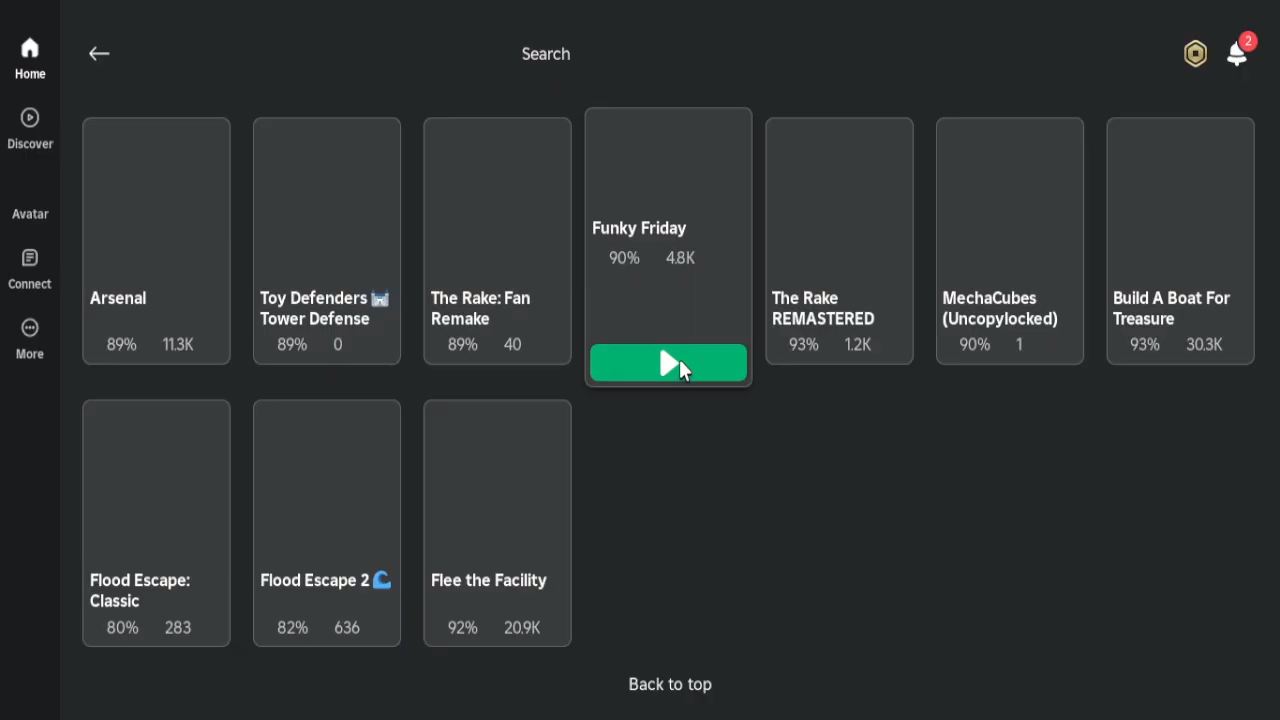 Search
2
Home
Discover
Avatar
Connect
More
Arsenal
89% 11.3K
Toy Defenders 🏰
Tower Defense
89% 0
The Rake: Fan
Remake
89% 40
Funky Friday
90% 4.8K
The Rake
REMASTERED
93% 1.2K
MechaCubes
(Uncopylocked)
90% 1
Build A Boat For
Treasure
93% 30.3K
Flood Escape:
Classic
80% 283
Flood Escape 2 🌊
82% 636
Flee the Facility
92% 20.9K
Back to top